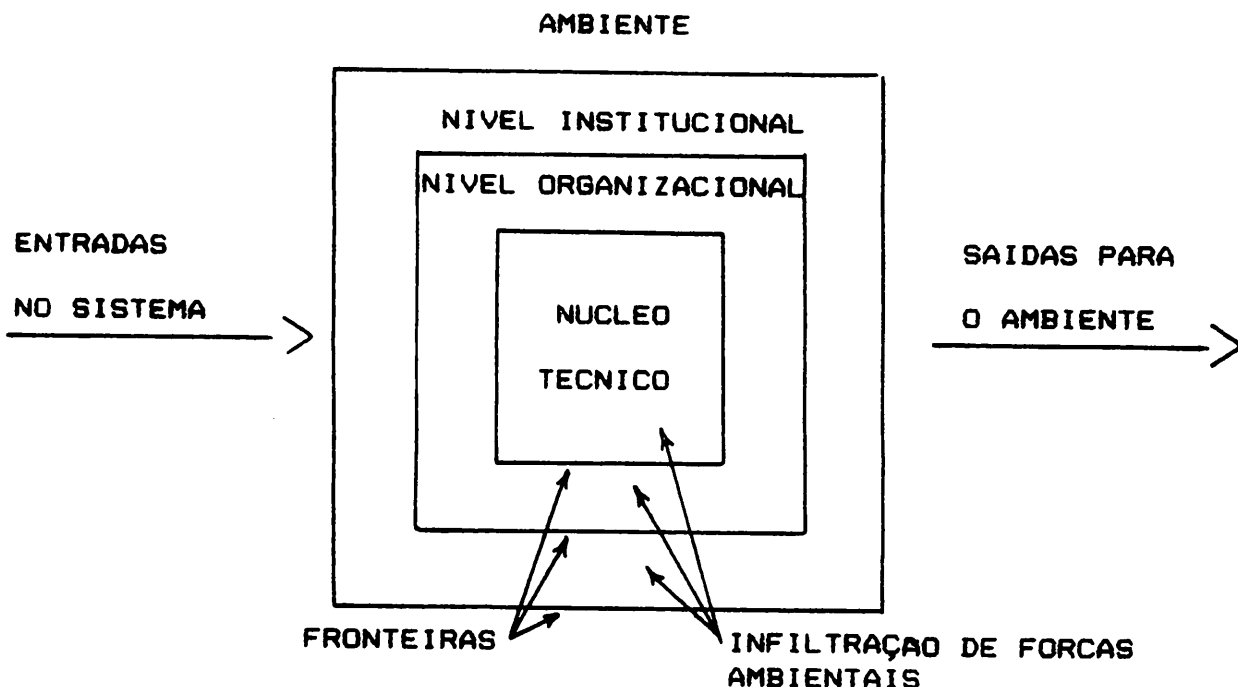 AMBIENTE
NIVEL INSTITUCIONAL
NIVEL ORGANIZACIONAL
ENTRADAS
NO SISTEMA
NUCLEO
TECNICO
SAIDAS PARA
O AMBIENTE
FRONTEIRAS
INFILTRAÇAO DE FORCAS
AMBIENTAIS